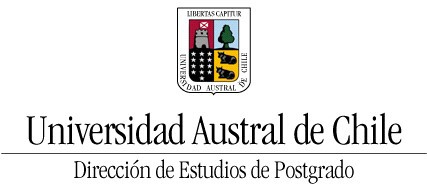 LIBERTAS CAPITUR
UNIVERSIDAD AUSTRAL DE CHILE
Universidad Austral de Chile
Dirección de Estudios de Postgrado